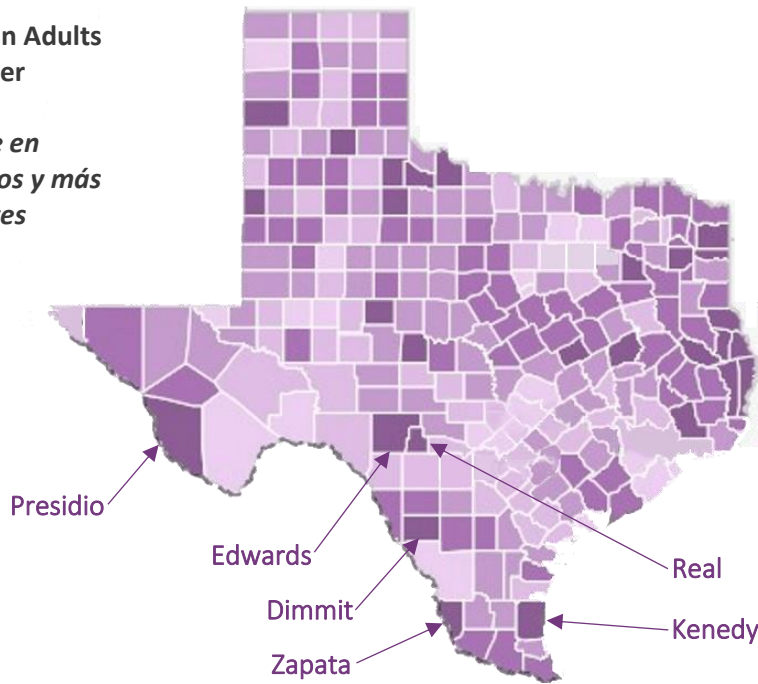 n Adults
er
e en
os y más
es
Presidio
Edwards
Real
Dimmit
Kenedy
Zapata